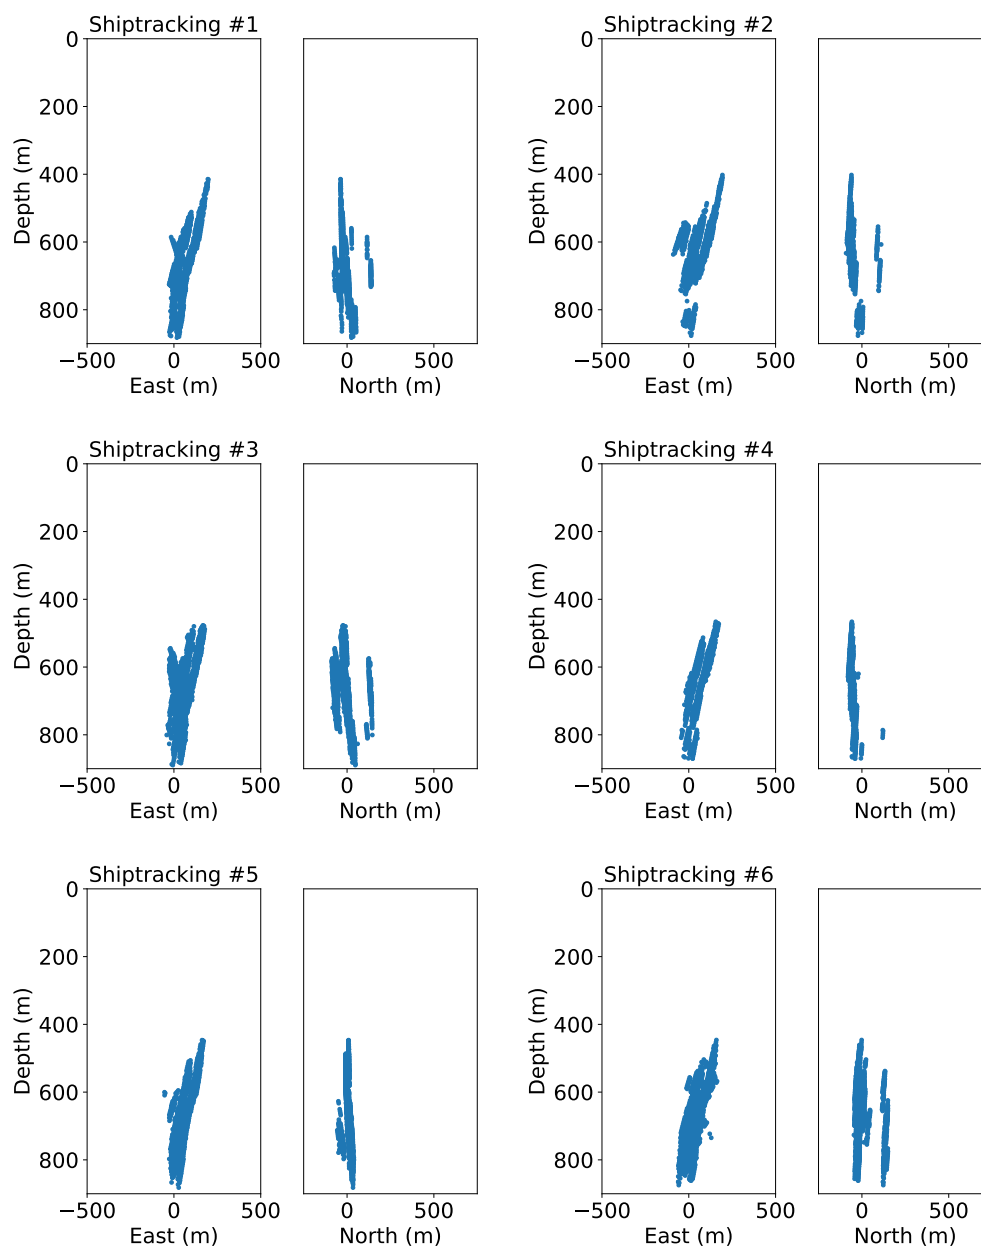 Shiptracking #1
Shiptracking #2
0
200
400
600
800
Depth (m)
−500
0
500
East (m)
0
500
North (m)
0
200
400
600
800
Depth (m)
−500
0
500
East (m)
0
500
North (m)
Shiptracking #3
Shiptracking #4
0
200
400
600
800
Depth (m)
−500
0
500
East (m)
0
500
North (m)
0
200
400
600
800
Depth (m)
−500
0
500
East (m)
0
500
North (m)
Shiptracking #5
Shiptracking #6
0
200
400
600
800
Depth (m)
−500
0
500
East (m)
0
500
North (m)
0
200
400
600
800
Depth (m)
−500
0
500
East (m)
0
500
North (m)